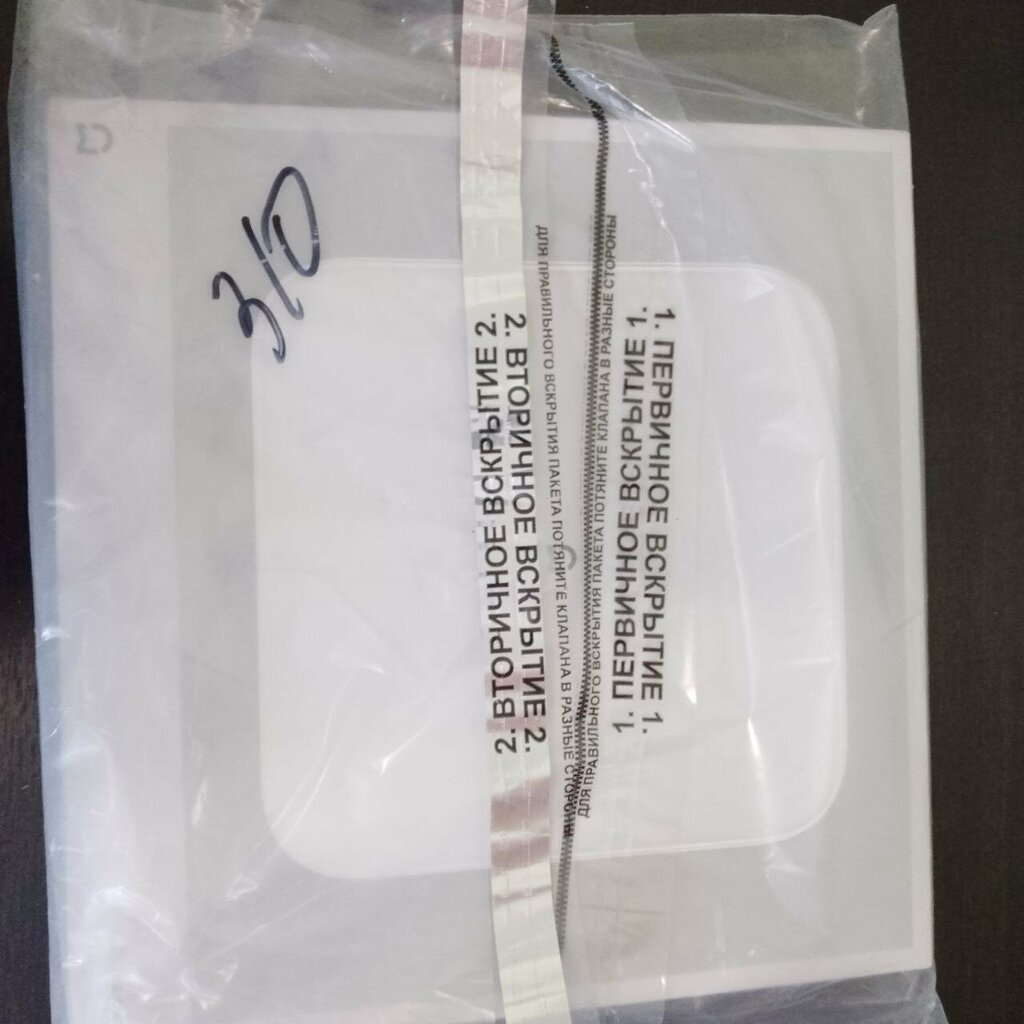 3/0
2. ВТОРИЧНОЕ ВСКРЫТИЕ 2.
2. ВТОРИЧНОЕ ВСКРЫТИЕ 2.
ДЛЯ ПРАВИЛЬНОГО ВСКРЫТИЯ ПАКЕТА ПОТЯНИТЕ КЛАПАНА В РАЗНЫЕ СТОРОНЫ
ДЛЯ ПРАВИЛЬНОГО ВСКРЫТИЯ ПАКЕТА ПОТЯНИТЕ КЛАПАНА В РАЗНЫЕ СТОРОНЫ
1. ПЕРВИЧНОЕ ВСКРЫТИЕ 1.
1. ПЕРВИЧНОЕ ВСКРЫТИЕ 1.